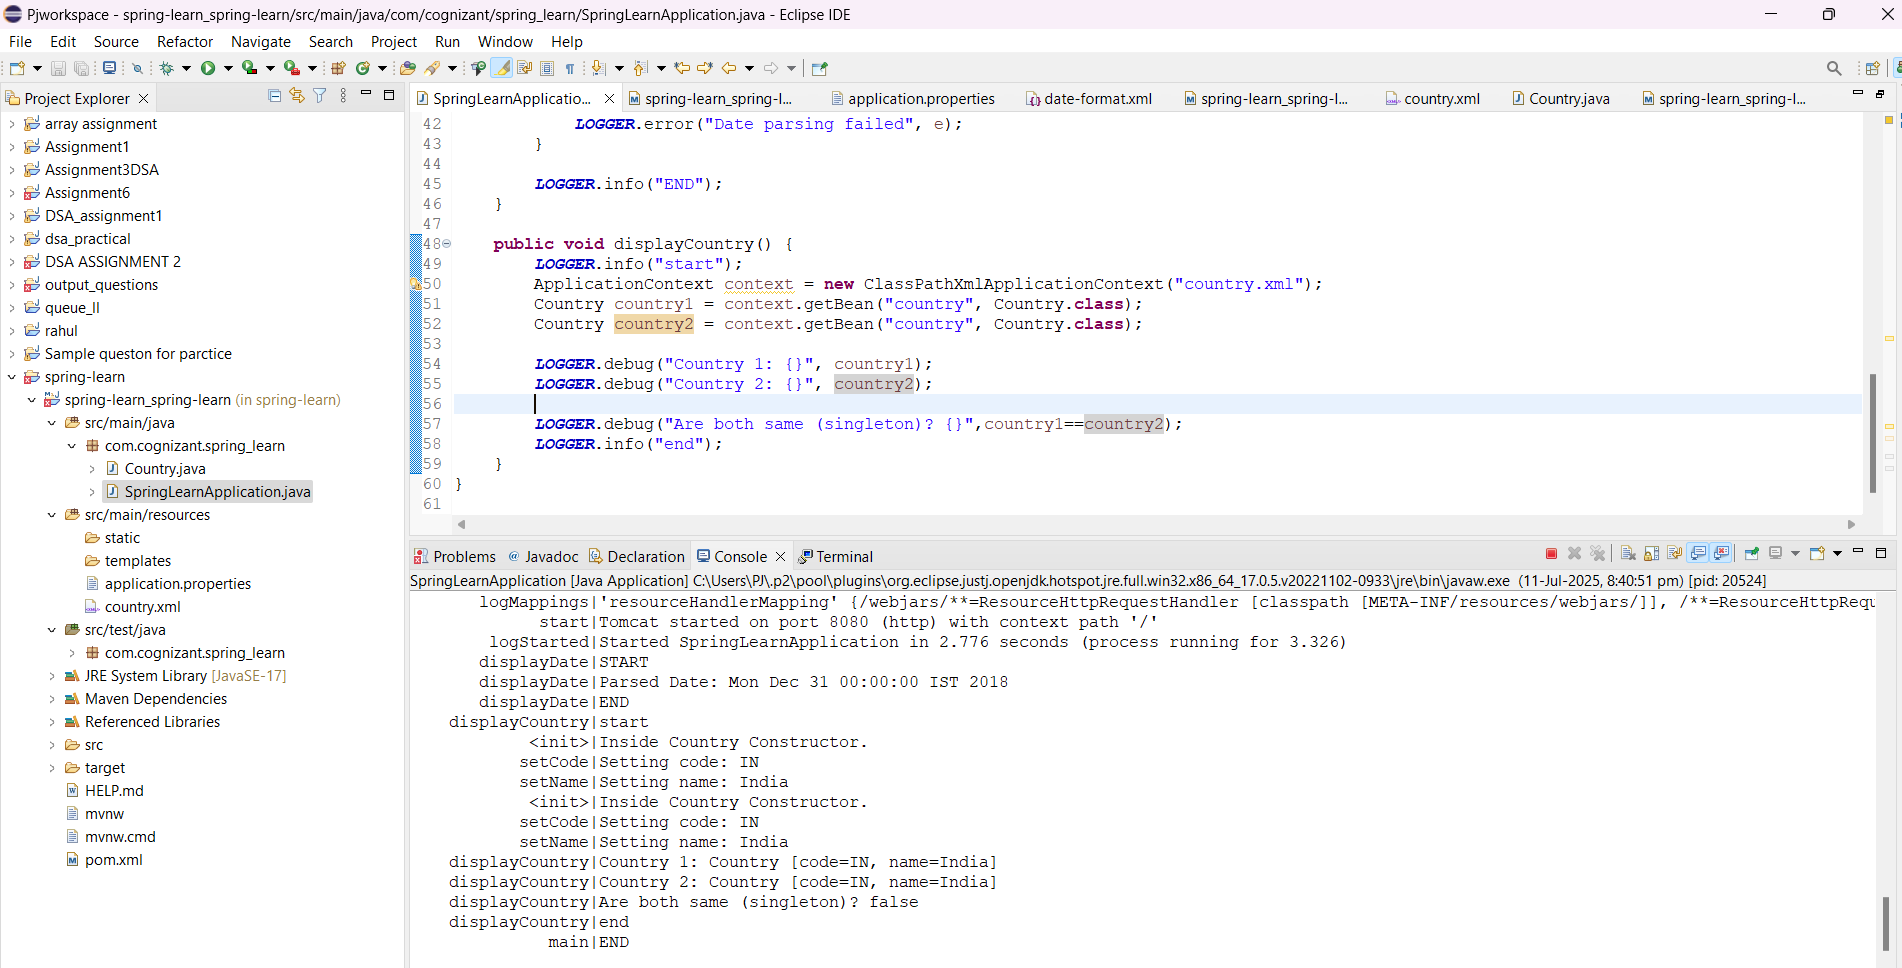 Pjworkspace - spring-learn_spring-learn/src/main/java/com/cognizant/spring_learn/SpringLearnApplication.java - Eclipse IDE
File Edit Source Refactor Navigate Search Project Run Window Help
Project Explorer
array assignment
Assignment1
Assignment3DSA
Assignment6
DSA_assignment1
dsa_practical
DSA ASSIGNMENT 2
output_questions
queue_ll
rahul
Sample queston for parctice
spring-learn
spring-learn_spring-learn (in spring-learn)
src/main/java
com.cognizant.spring_learn
Country.java
SpringLearnApplication.java
src/main/resources
static
templates
application.properties
country.xml
src/test/java
com.cognizant.spring_learn
JRE System Library [JavaSE-17]
Maven Dependencies
Referenced Libraries
src
target
HELP.md
mvnw
mvnw.cmd
pom.xml
SpringLearnApplicatio... spring-learn_spring-l... application.properties date-format.xml spring-learn_spring-l... country.xml Country.java spring-learn_spring-l...
42 LOGGER.error("Date parsing failed", e);
43 }
44
45 LOGGER.info("END");
46 }
47
48 public void displayCountry() {
49 LOGGER.info("start");
50 ApplicationContext context = new ClassPathXmlApplicationContext("country.xml");
51 Country country1 = context.getBean("country", Country.class);
52 Country country2 = context.getBean("country", Country.class);
53
54 LOGGER.debug("Country 1: {}", country1);
55 LOGGER.debug("Country 2: {}", country2);
56
57 LOGGER.debug("Are both same (singleton)? {}",country1==country2);
58 LOGGER.info("end");
59 }
60 }
61
Problems Javadoc Declaration Console Terminal
SpringLearnApplication [Java Application] C:\Users\PJ\.p2\pool\plugins\org.eclipse.justj.openjdk.hotspot.jre.full.win32.x86_64_17.0.5.v20221102-0933\jre\bin\javaw.exe (11-Jul-2025, 8:40:51 pm) [pid: 20524]
logMappings|'resourceHandlerMapping' {/webjars/**=ResourceHttpRequestHandler [classpath [META-INF/resources/webjars/]], /**=ResourceHttpRequ
start|Tomcat started on port 8080 (http) with context path '/'
logStarted|Started SpringLearnApplication in 2.776 seconds (process running for 3.326)
displayDate|START
displayDate|Parsed Date: Mon Dec 31 00:00:00 IST 2018
displayDate|END
displayCountry|start
<init>|Inside Country Constructor.
setCode|Setting code: IN
setName|Setting name: India
<init>|Inside Country Constructor.
setCode|Setting code: IN
setName|Setting name: India
displayCountry|Country 1: Country [code=IN, name=India]
displayCountry|Country 2: Country [code=IN, name=India]
displayCountry|Are both same (singleton)? false
displayCountry|end
main|END